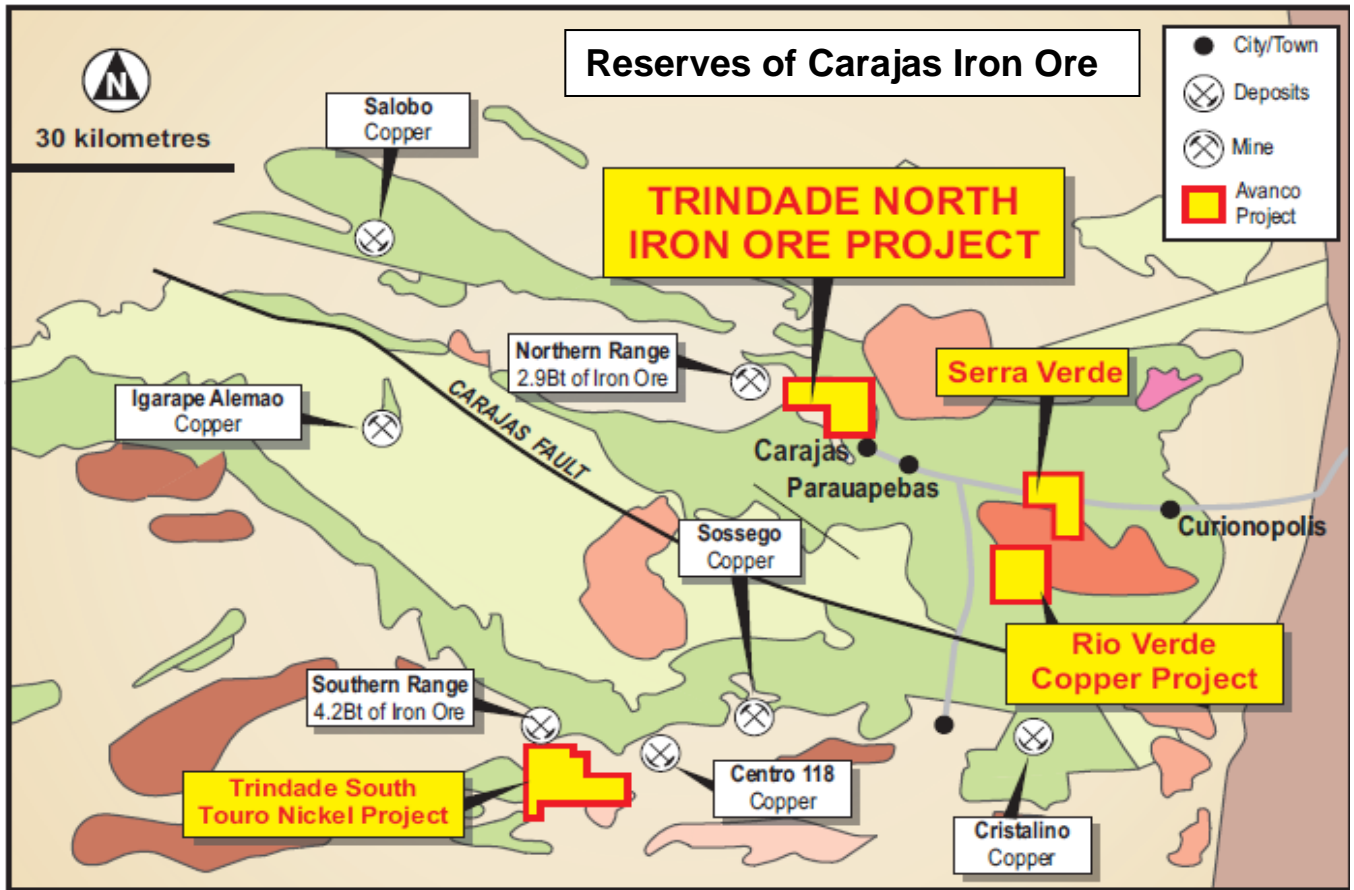 Reserves of Carajas Iron Ore
N
30 kilometres
City/Town
Deposits
Mine
Avanco
Project
Salobo
Copper
TRINDADE NORTH
IRON ORE PROJECT
Northern Range
2.9Bt of Iron Ore
Serra Verde
Igarape Alemao
Copper
CARAJAS FAULT
Carajas
Parauapebas
Curionopolis
Sossego
Copper
Rio Verde
Copper Project
Southern Range
4.2Bt of Iron Ore
Trindade South
Touro Nickel Project
Centro 118
Copper
Cristalino
Copper